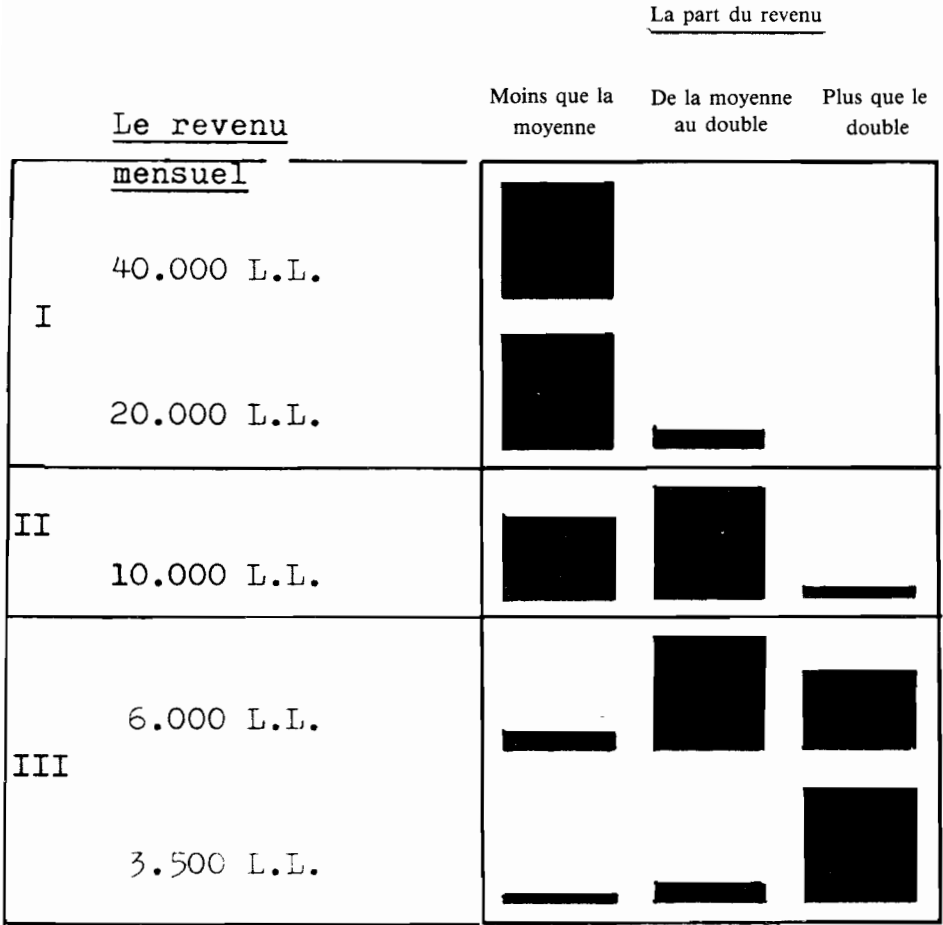 La part du revenu
Moins que la
moyenne
De la moyenne
au double
Plus que le
double
Le revenu
mensuel
I
40.000 L.L.
20.000 L.L.
II
10.000 L.L.
III
6.000 L.L.
3.500 L.L.